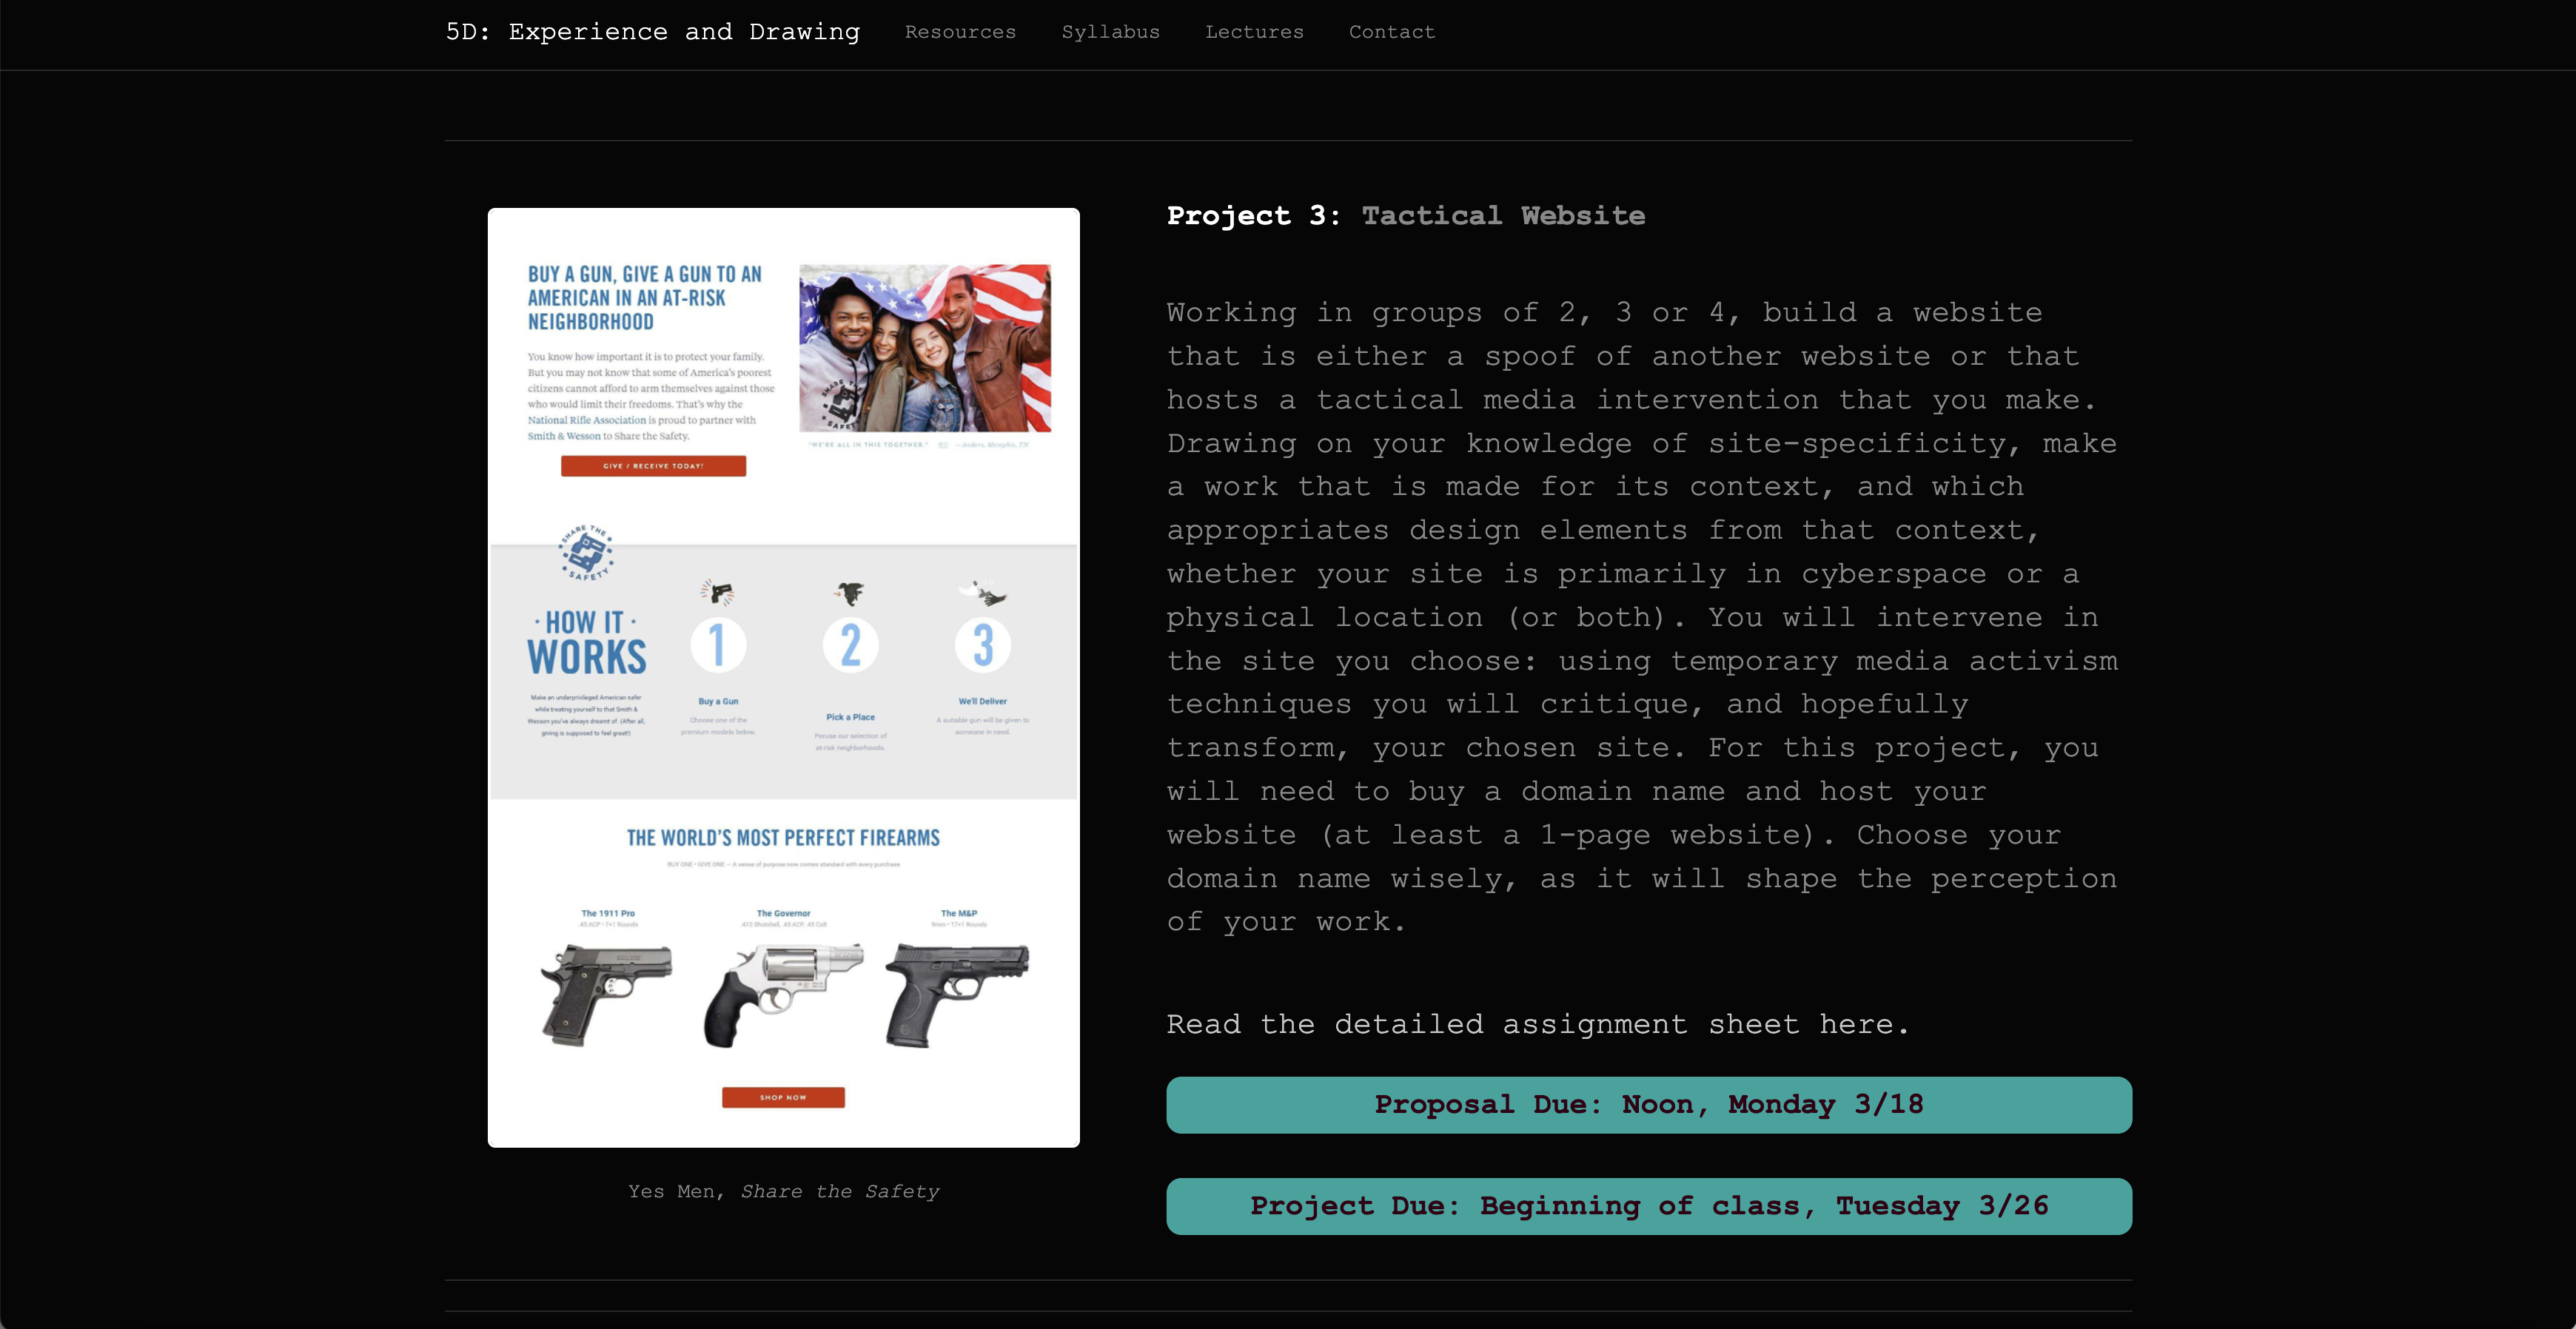 5D: Experience and Drawing Resources Syllabus Lectures Contact
BUY A GUN, GIVE A GUN TO AN
AMERICAN IN AN AT-RISK
NEIGHBORHOOD
You know how important it is to protect your family.
But you may not know that some of America's poorest
citizens cannot afford to arm themselves against those
who would limit their freedoms. That's why the
National Rifle Association is proud to partner with
Smith & Wesson to Share the Safety.
GIVE / RECEIVE TODAY!
SHARE THE
SAFETY
"WE'RE ALL IN THIS TOGETHER." —Anders, Memphis, TN
SHARE THE
SAFETY
· HOW IT ·
WORKS
Make an underprivileged American safer
while treating yourself to that Smith &
Wesson you've always dreamt of. (After all,
giving is supposed to feel great!)
1
Buy a Gun
Choose one of the
premium models below.
2
Pick a Place
Peruse our selection of
at-risk neighborhoods.
3
We'll Deliver
A suitable gun will be given to
someone in need.
THE WORLD'S MOST PERFECT FIREARMS
BUY ONE • GIVE ONE — A sense of purpose now comes standard with every purchase
The 1911 Pro
.45 ACP • 7+1 Rounds
The Governor
.410 Shotshell, .45 ACP, .45 Colt
The M&P
9mm • 17+1 Rounds
SHOP NOW
Yes Men, Share the Safety
Project 3: Tactical Website
Working in groups of 2, 3 or 4, build a website
that is either a spoof of another website or that
hosts a tactical media intervention that you make.
Drawing on your knowledge of site-specificity, make
a work that is made for its context, and which
appropriates design elements from that context,
whether your site is primarily in cyberspace or a
physical location (or both). You will intervene in
the site you choose: using temporary media activism
techniques you will critique, and hopefully
transform, your chosen site. For this project, you
will need to buy a domain name and host your
website (at least a 1-page website). Choose your
domain name wisely, as it will shape the perception
of your work.
Read the detailed assignment sheet here.
Proposal Due: Noon, Monday 3/18
Project Due: Beginning of class, Tuesday 3/26